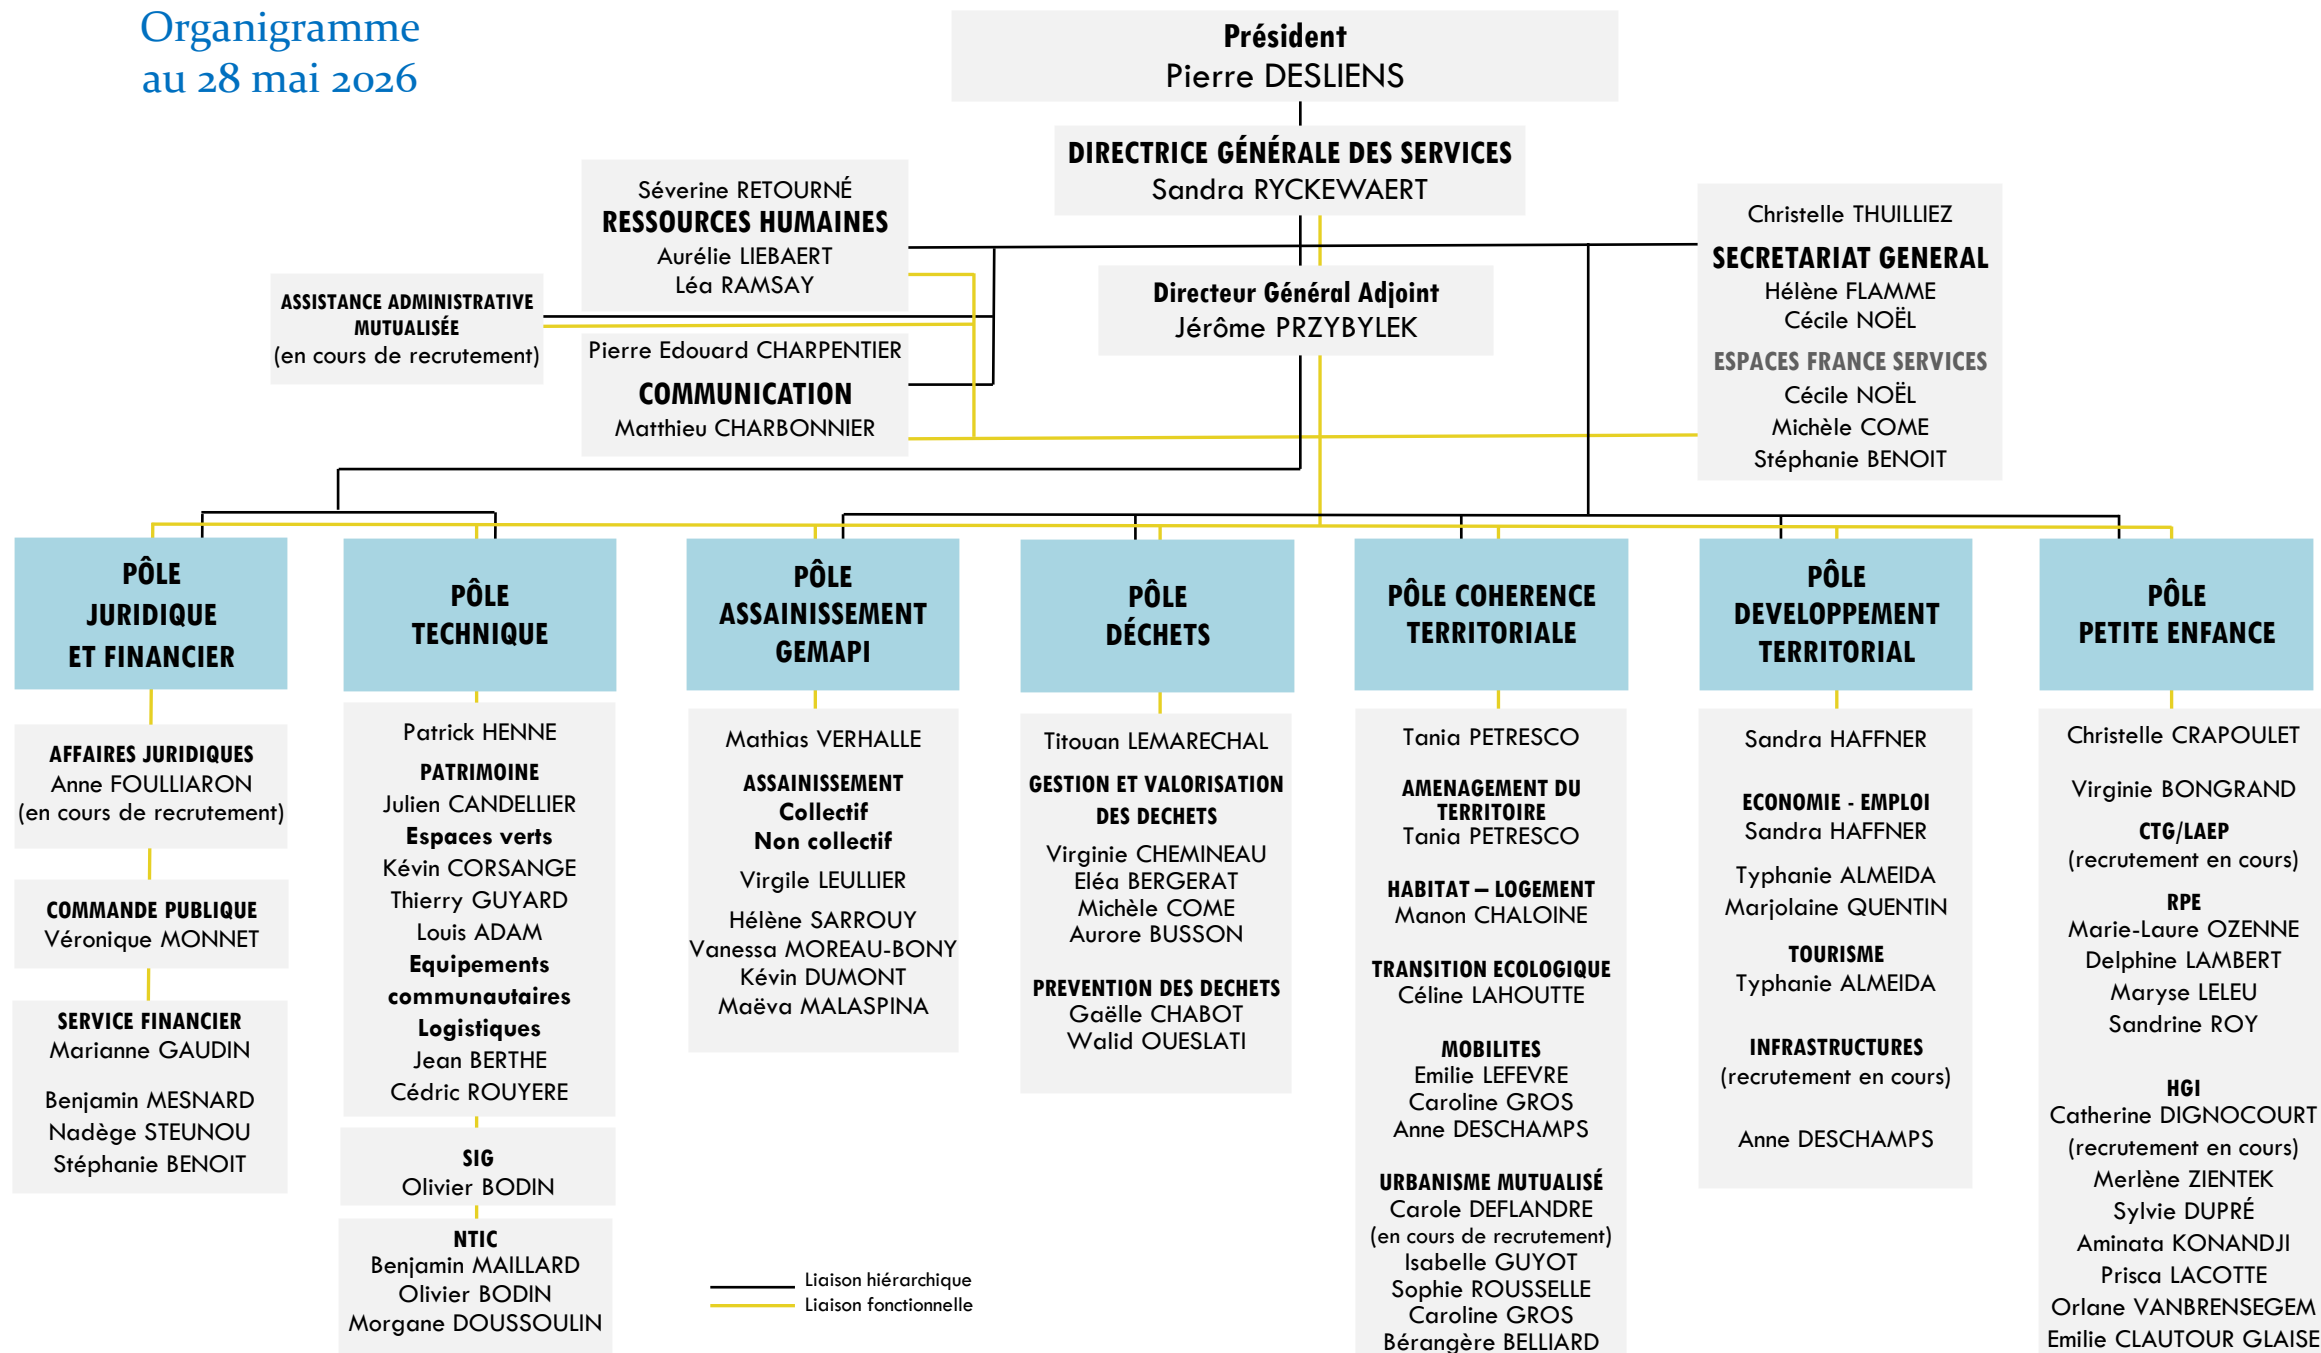 Organigramme
au 28 mai 2026
Président
Pierre DESLIENS
DIRECTRICE GÉNÉRALE DES SERVICES
Sandra RYCKEWAERT
Séverine RETOURNÉ
RESSOURCES HUMAINES
Aurélie LIEBAERT
Léa RAMSAY
ASSISTANCE ADMINISTRATIVE
MUTUALISÉE
(en cours de recrutement)
Pierre Edouard CHARPENTIER
COMMUNICATION
Matthieu CHARBONNIER
Directeur Général Adjoint
Jérôme PRZYBYLEK
Christelle THUILLIEZ
SECRETARIAT GENERAL
Hélène FLAMME
Cécile NOËL
ESPACES FRANCE SERVICES
Cécile NOËL
Michèle COME
Stéphanie BENOIT
PÔLE
JURIDIQUE
ET FINANCIER
AFFAIRES JURIDIQUES
Anne FOULLIARON
(en cours de recrutement)
COMMANDE PUBLIQUE
Véronique MONNET
SERVICE FINANCIER
Marianne GAUDIN
Benjamin MESNARD
Nadège STEUNOU
Stéphanie BENOIT
PÔLE
TECHNIQUE
Patrick HENNE
PATRIMOINE
Julien CANDELLIER
Espaces verts
Kévin CORSANGE
Thierry GUYARD
Louis ADAM
Equipements
communautaires
Logistiques
Jean BERTHE
Cédric ROUYERE
SIG
Olivier BODIN
NTIC
Benjamin MAILLARD
Olivier BODIN
Morgane DOUSSOULIN
PÔLE
ASSAINISSEMENT
GEMAPI
Mathias VERHALLE
ASSAINISSEMENT
Collectif
Non collectif
Virgile LEULLIER
Hélène SARROUY
Vanessa MOREAU-BONY
Kévin DUMONT
Maëva MALASPINA
PÔLE
DÉCHETS
Titouan LEMARECHAL
GESTION ET VALORISATION
DES DECHETS
Virginie CHEMINEAU
Eléa BERGERAT
Michèle COME
Aurore BUSSON
PREVENTION DES DECHETS
Gaëlle CHABOT
Walid OUESLATI
PÔLE COHERENCE
TERRITORIALE
Tania PETRESCO
AMENAGEMENT DU
TERRITOIRE
Tania PETRESCO
HABITAT – LOGEMENT
Manon CHALOINE
TRANSITION ECOLOGIQUE
Céline LAHOUTTE
MOBILITES
Emilie LEFEVRE
Caroline GROS
Anne DESCHAMPS
URBANISME MUTUALISÉ
Carole DEFLANDRE
(en cours de recrutement)
Isabelle GUYOT
Sophie ROUSSELLE
Caroline GROS
Bérangère BELLIARD
PÔLE
DEVELOPPEMENT
TERRITORIAL
Sandra HAFFNER
ECONOMIE - EMPLOI
Sandra HAFFNER
Typhanie ALMEIDA
Marjolaine QUENTIN
TOURISME
Typhanie ALMEIDA
INFRASTRUCTURES
(recrutement en cours)
Anne DESCHAMPS
PÔLE
PETITE ENFANCE
Christelle CRAPOULET
Virginie BONGRAND
CTG/LAEP
(recrutement en cours)
RPE
Marie-Laure OZENNE
Delphine LAMBERT
Maryse LELEU
Sandrine ROY
HGI
Catherine DIGNOCOURT
(recrutement en cours)
Merlène ZIENTEK
Sylvie DUPRÉ
Aminata KONANDJI
Prisca LACOTTE
Orlane VANBRENSEGEM
Emilie CLAUTOUR GLAISE
Liaison hiérarchique
Liaison fonctionnelle